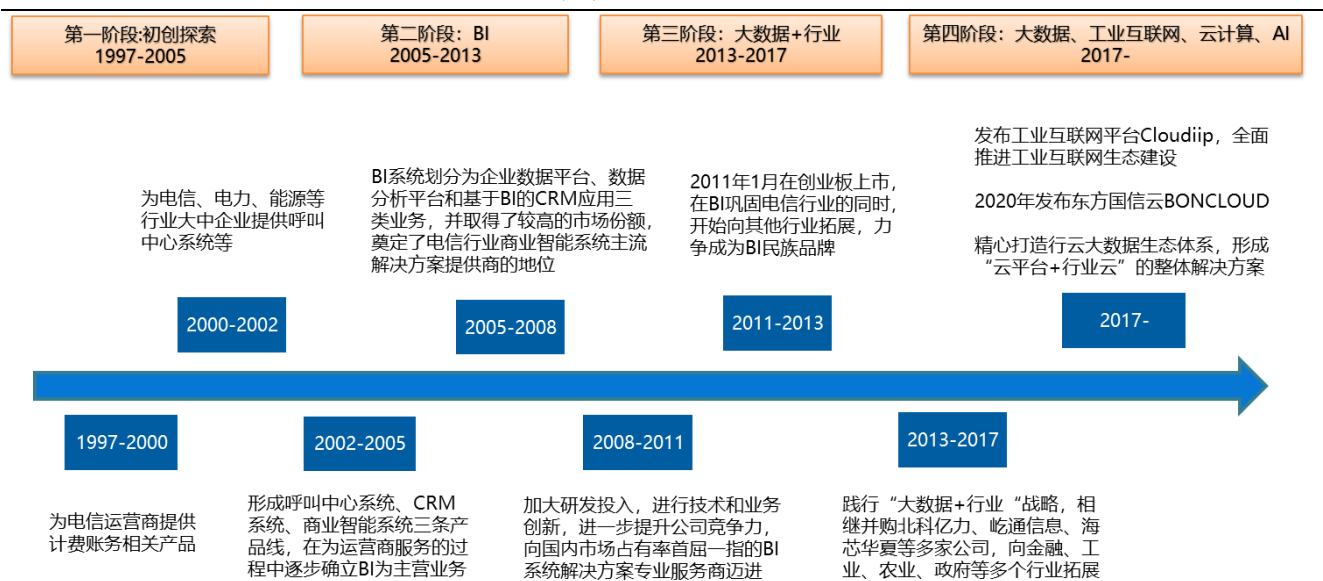 第一阶段:初创探索
1997-2005
第二阶段：BI
2005-2013
第三阶段：大数据+行业
2013-2017
第四阶段：大数据、工业互联网、云计算、AI
2017-
为电信、电力、能源等
行业大中企业提供呼叫
中心系统等
BI系统划分为企业数据平台、数据
分析平台和基于BI的CRM应用三
类业务，并取得了较高的市场份额，
奠定了电信行业商业智能系统主流
解决方案提供商的地位
2011年1月在创业板上市，
在BI巩固电信行业的同时，
开始向其他行业拓展，力
争成为BI民族品牌
发布工业互联网平台Cloudiip，全面
推进工业互联网生态建设
2020年发布东方国信云BONCLOUD
精心打造行云大数据生态体系，形成
“云平台+行业云”的整体解决方案
2000-2002
2005-2008
2011-2013
2017-
1997-2000
2002-2005
2008-2011
2013-2017
为电信运营商提供
计费账务相关产品
形成呼叫中心系统、CRM
系统、商业智能系统三条产
品线，在为运营商服务的过
程中逐步确立BI为主营业务
加大研发投入，进行技术和业务
创新，进一步提升公司竞争力，
向国内市场占有率首屈一指的BI
系统解决方案专业服务商迈进
践行“大数据+行业“战略，相
继并购北科亿力、屹通信息、海
芯华夏等多家公司，向金融、工
业、农业、政府等多个行业拓展